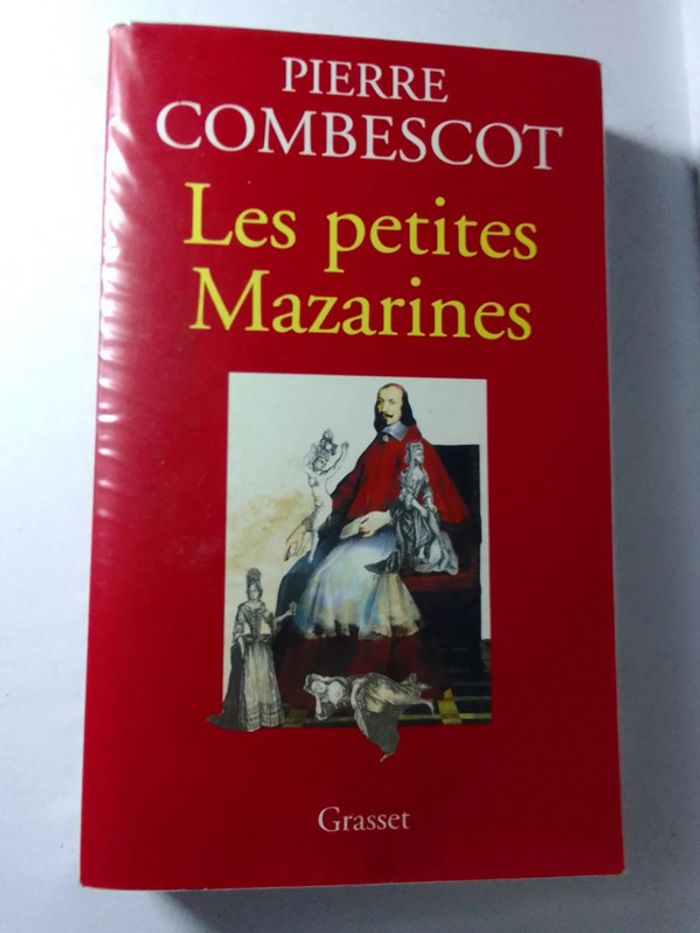 PIERRE
COMBESCOT
Les petites
Mazarines
Grasset